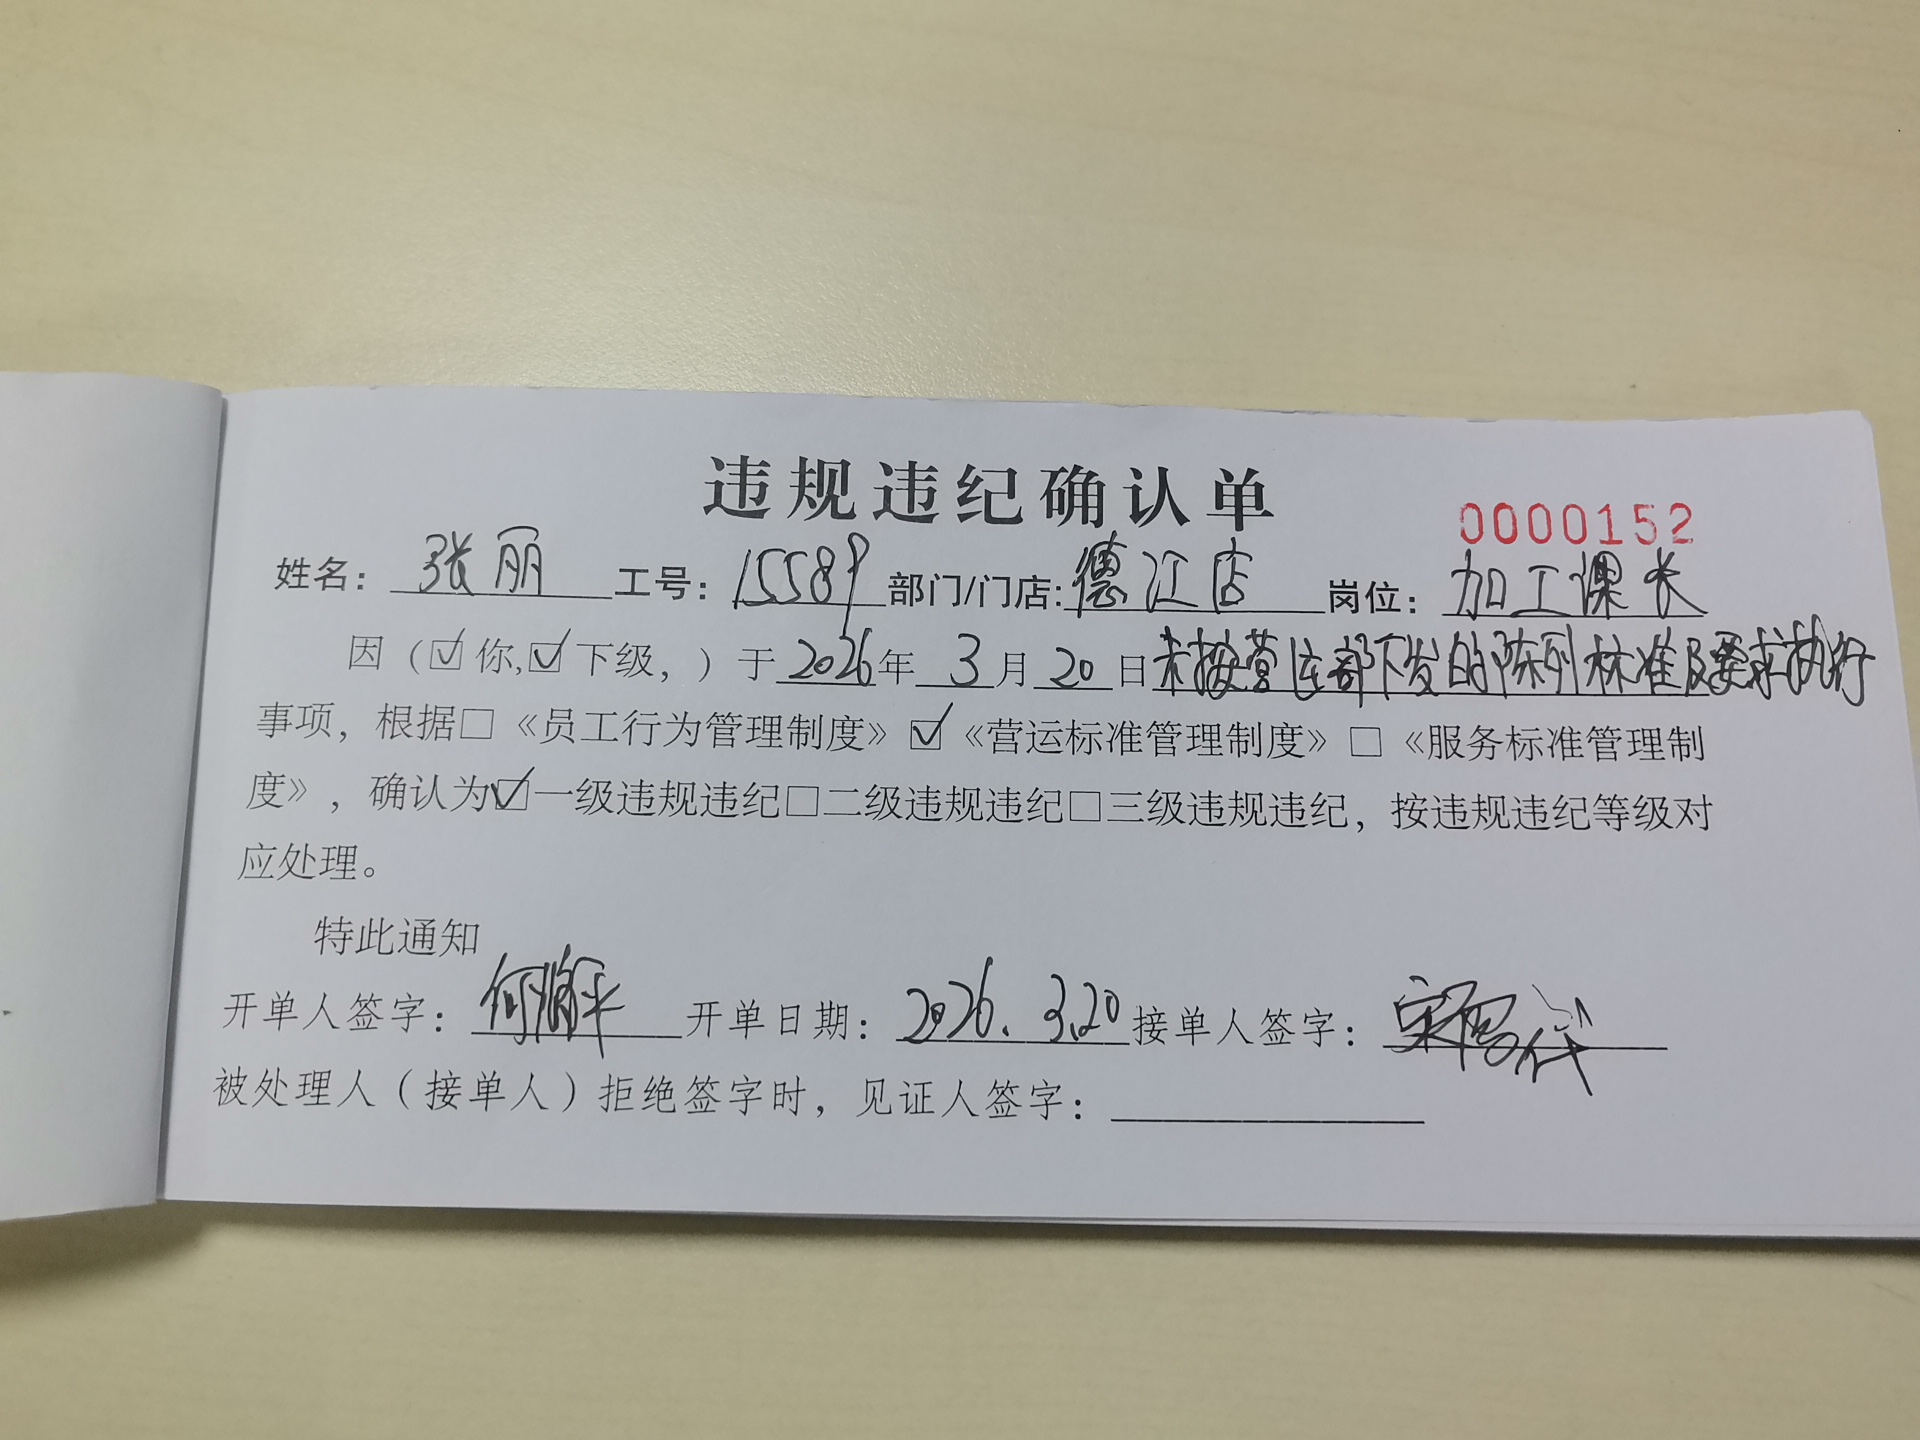 违规违纪确认单
0000152
姓名：张丽 工号：15589 部门/门店:德江店 岗位：加工课长
因（☑你,☑下级，）于2026年3月20日未按营运部下发的陈列标准及要求执行
事项，根据□《员工行为管理制度》☑《营运标准管理制度》□《服务标准管理制
度》，确认为☑一级违规违纪□二级违规违纪□三级违规违纪，按违规违纪等级对
应处理。
特此通知
开单人签字：何 开单日期：2026.3.20 接单人签字：代
被处理人（接单人）拒绝签字时，见证人签字：